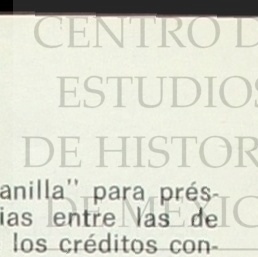 CENTRO D
ESTUDIOS
DE HISTOR
DE MEXIC
anilla" para prés-
ias entre las de
los créditos con-